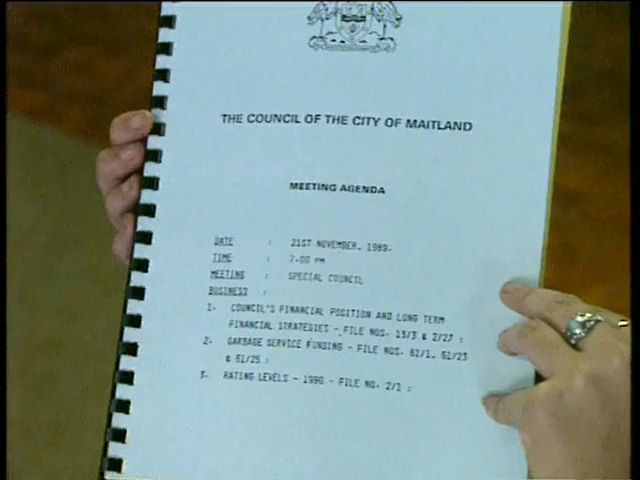 THE COUNCIL OF THE CITY OF MAITLAND
MEETING AGENDA
DATE : 21ST NOVEMBER, 1989.
TIME : 7.00 PM
MEETING : SPECIAL COUNCIL
BUSINESS :
1. COUNCIL'S FINANCIAL POSITION AND LONG TERM
FINANCIAL STRATEGIES - FILE NOS. 13/3 & 2/27 ;
2. GARBAGE SERVICE FUNDING - FILE NOS. 61/1, 61/23
& 61/25 ;
3. RATING LEVELS - 1990 - FILE NO. 2/1 ;